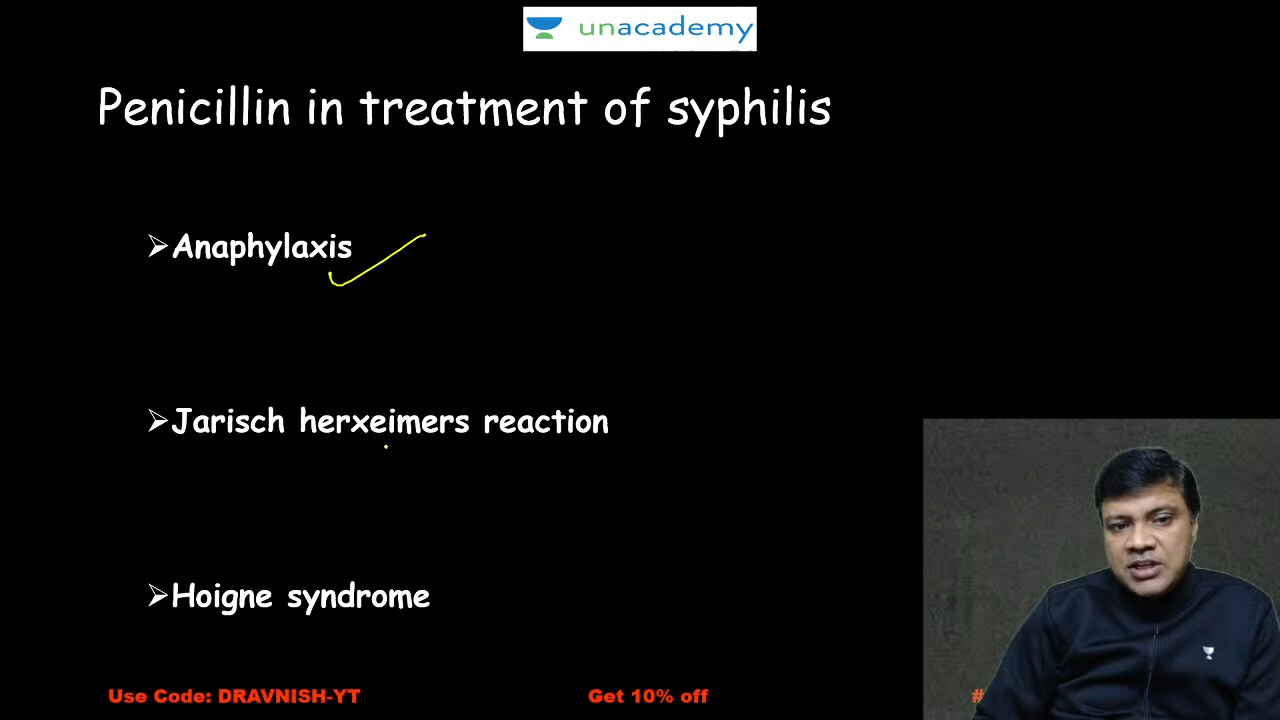 unacademy
Penicillin in treatment of syphilis
➢Anaphylaxis
➢Jarisch herxeimers reaction
➢Hoigne syndrome
Use Code: DRAVNISH-YT Get 10% off #